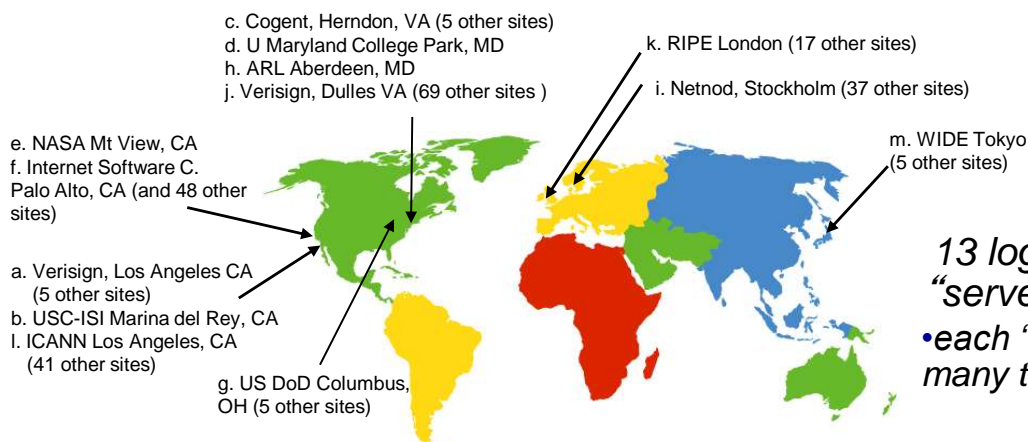 c. Cogent, Herndon, VA (5 other sites)
d. U Maryland College Park, MD
h. ARL Aberdeen, MD
j. Verisign, Dulles VA (69 other sites )
k. RIPE London (17 other sites)
i. Netnod, Stockholm (37 other sites)
m. WIDE Tokyo
(5 other sites)
e. NASA Mt View, CA
f. Internet Software C.
Palo Alto, CA (and 48 other
sites)
a. Verisign, Los Angeles CA
(5 other sites)
b. USC-ISI Marina del Rey, CA
l. ICANN Los Angeles, CA
(41 other sites)
g. US DoD Columbus,
OH (5 other sites)
13 log
“serve
•each “
many t